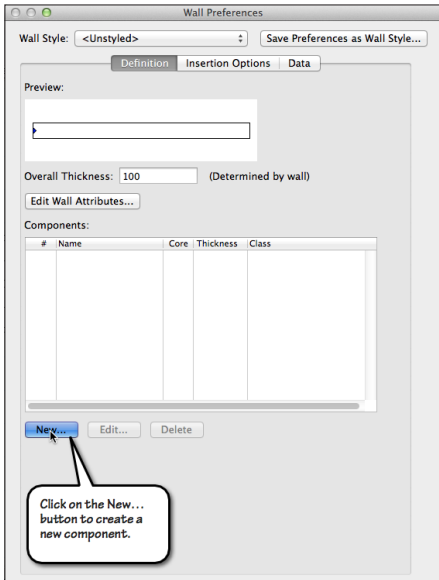 Wall Preferences
Wall Style: <Unstyled> Save Preferences as Wall Style...
Definition Insertion Options Data
Preview:
Overall Thickness: 100 (Determined by wall)
Edit Wall Attributes...
Components:
# Name Core Thickness Class
New... Edit... Delete
Click on the New...
button to create a
new component.